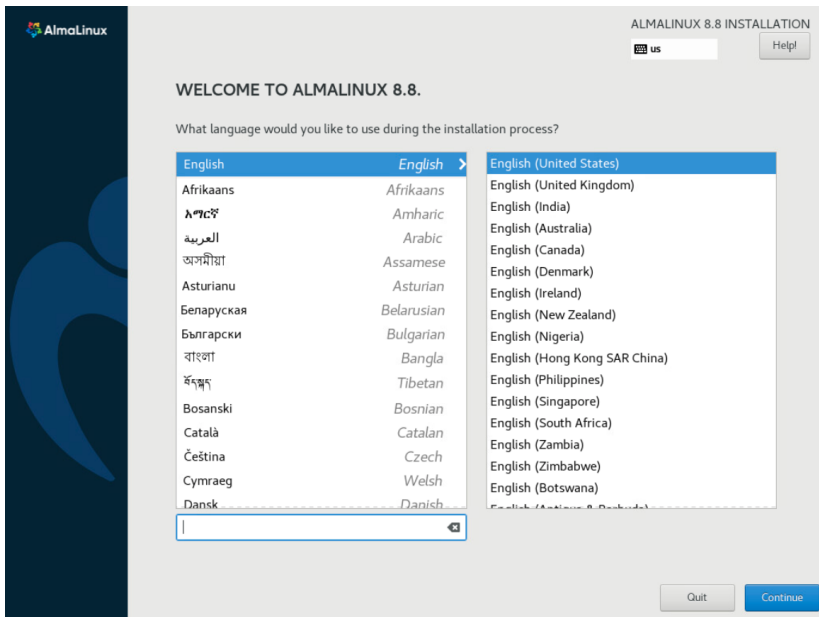 AlmaLinux
ALMALINUX 8.8 INSTALLATION
us
Help!
WELCOME TO ALMALINUX 8.8.
What language would you like to use during the installation process?
English English
Afrikaans Afrikaans
አማርኛ Amharic
العربية Arabic
অসমীয়া Assamese
Asturianu Asturian
Беларуская Belarusian
Български Bulgarian
বাংলা Bangla
བོད་སྐད་ Tibetan
Bosanski Bosnian
Català Catalan
Čeština Czech
Cymraeg Welsh
Dansk Danish
English (United States)
English (United Kingdom)
English (India)
English (Australia)
English (Canada)
English (Denmark)
English (Ireland)
English (New Zealand)
English (Nigeria)
English (Hong Kong SAR China)
English (Philippines)
English (Singapore)
English (South Africa)
English (Zambia)
English (Zimbabwe)
English (Botswana)
English (Antigua & Barbuda)
Quit
Continue